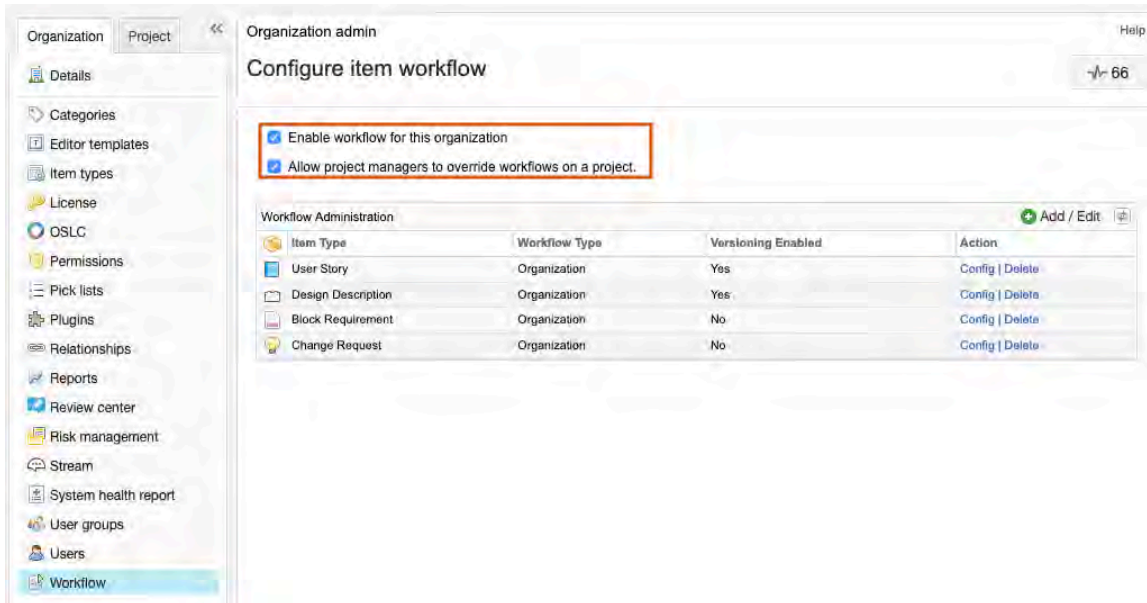 Organization
Project
Details
Categories
Editor templates
Item types
License
OSLC
Permissions
Pick lists
Plugins
Relationships
Reports
Review center
Risk management
Stream
System health report
User groups
Users
Workflow
Organization admin
Help
Configure item workflow
66
Enable workflow for this organization
Allow project managers to override workflows on a project.
Workflow Administration
Add / Edit
Item Type Workflow Type Versioning Enabled Action
User Story Organization Yes Config | Delete
Design Description Organization Yes Config | Delete
Block Requirement Organization No Config | Delete
Change Request Organization No Config | Delete